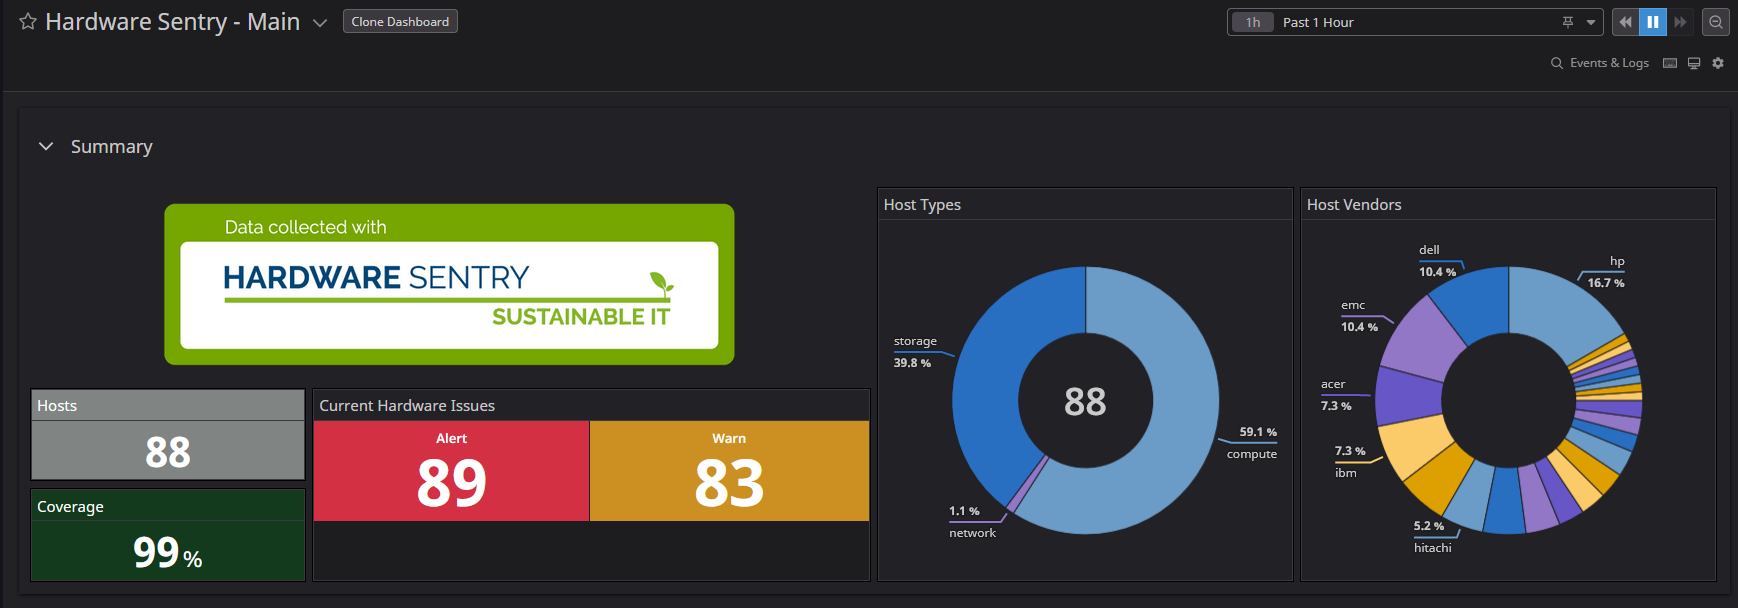 Hardware Sentry - Main
Clone Dashboard
1h
Past 1 Hour
Events & Logs
Summary
Data collected with
HARDWARE SENTRY
SUSTAINABLE IT
Hosts
88
Coverage
99 %
Current Hardware Issues
Alert
89
Warn
83
Host Types
storage
39.8 %
88
59.1 %
compute
1.1 %
network
Host Vendors
dell
10.4 %
hp
16.7 %
emc
10.4 %
acer
7.3 %
7.3 %
ibm
5.2 %
hitachi